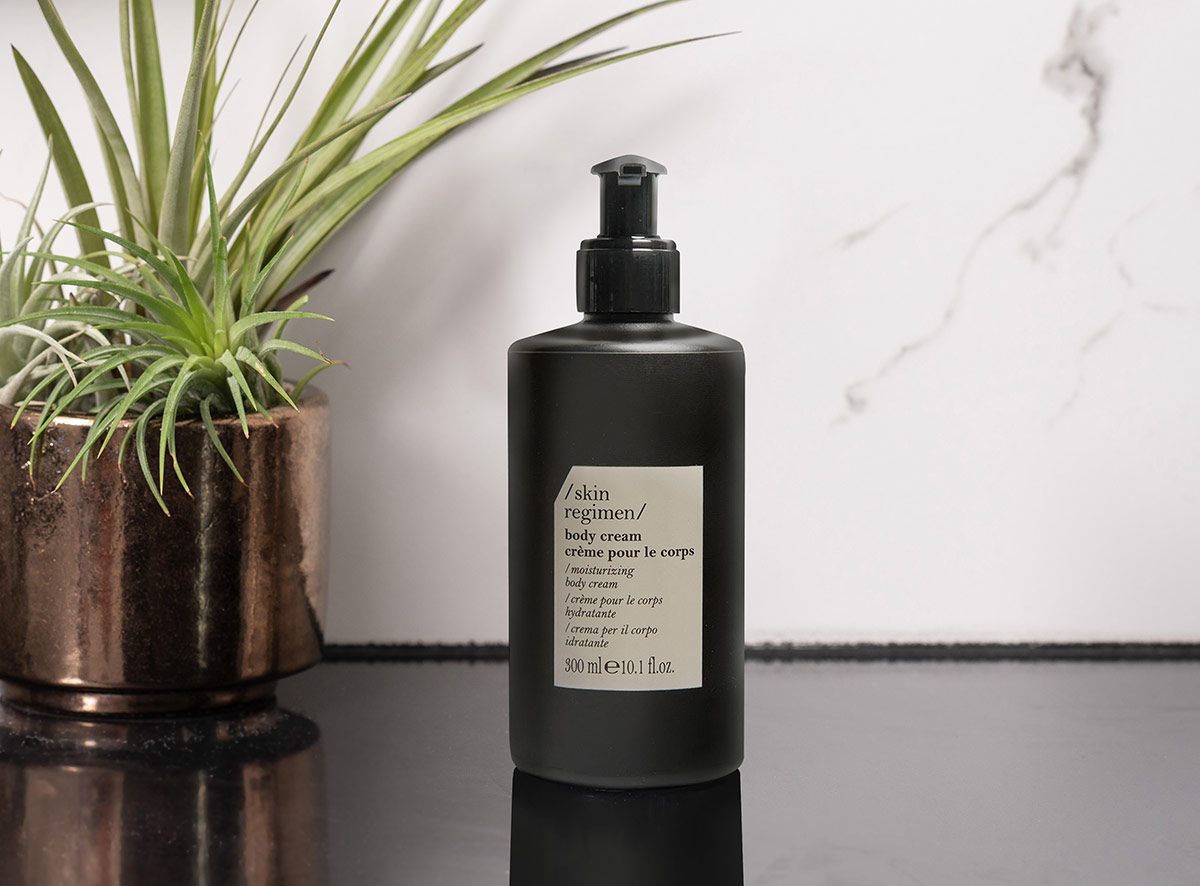 /skin
regimen/
body cream
crème pour le corps
/moisturizing
body cream
/crème pour le corps
hydratante
/crema per il corpo
idratante
300 ml ℮ 10.1 fl.oz.